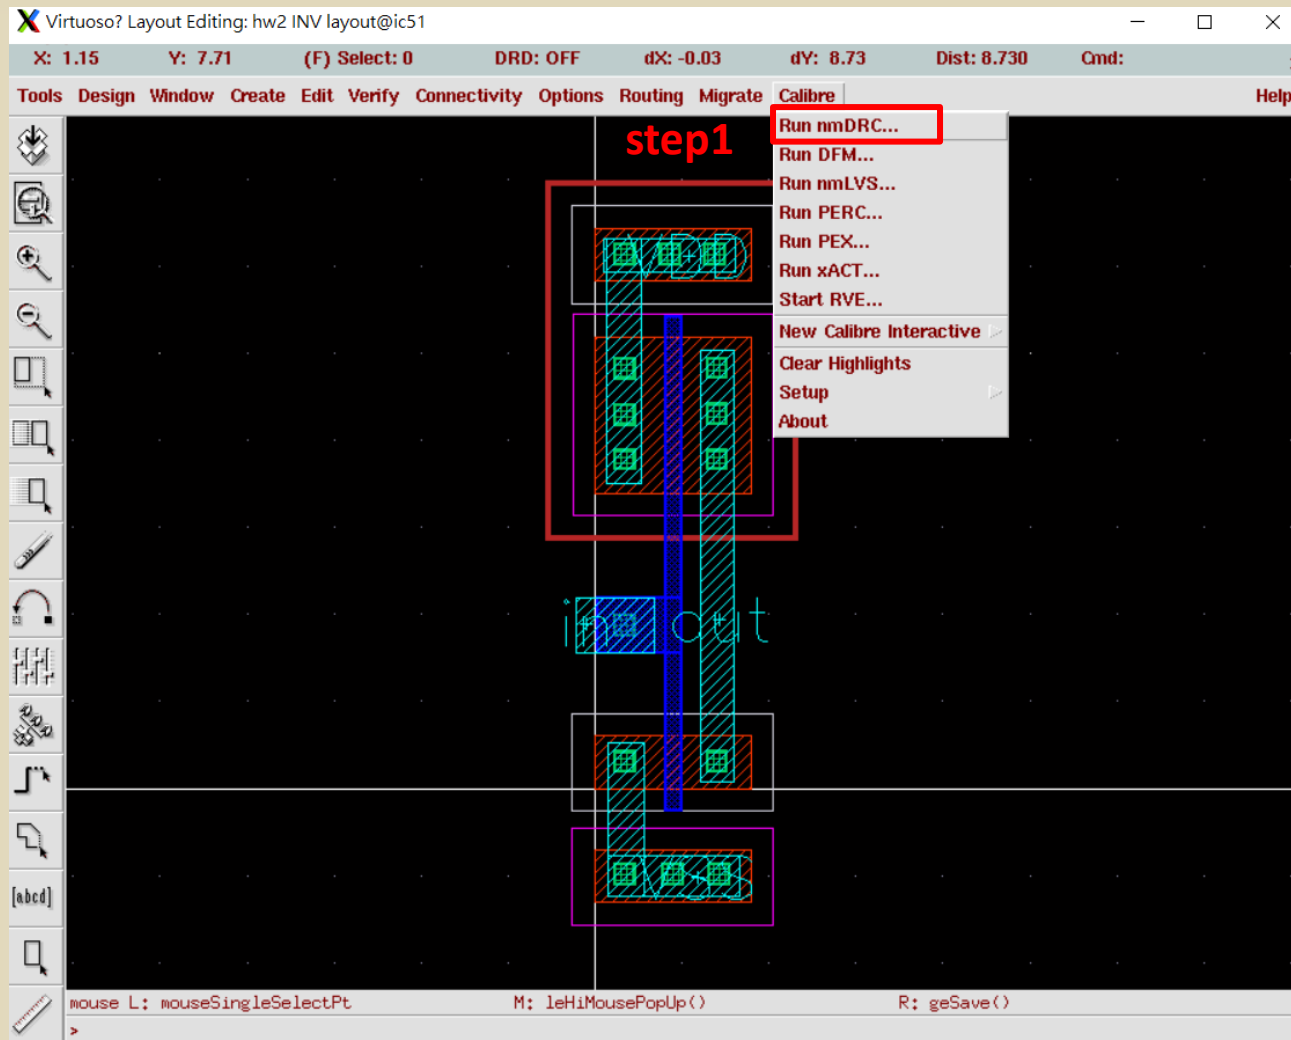 Virtuoso? Layout Editing: hw2 INV layout@ic51
X: 1.15 Y: 7.71 (F) Select: 0 DRD: OFF dX: -0.03 dY: 8.73 Dist: 8.730 Cmd:
Tools Design Window Create Edit Verify Connectivity Options Routing Migrate Calibre Help
step1
Run nmDRC...
Run DFM...
Run nmLVS...
Run PERC...
Run PEX...
Run xACT...
Start RVE...
New Calibre Interactive
Clear Highlights
Setup
About
VDD
in out
VSS
[abcd]
mouse L: mouseSingleSelectPt M: leHiMousePopUp() R: geSave()
>